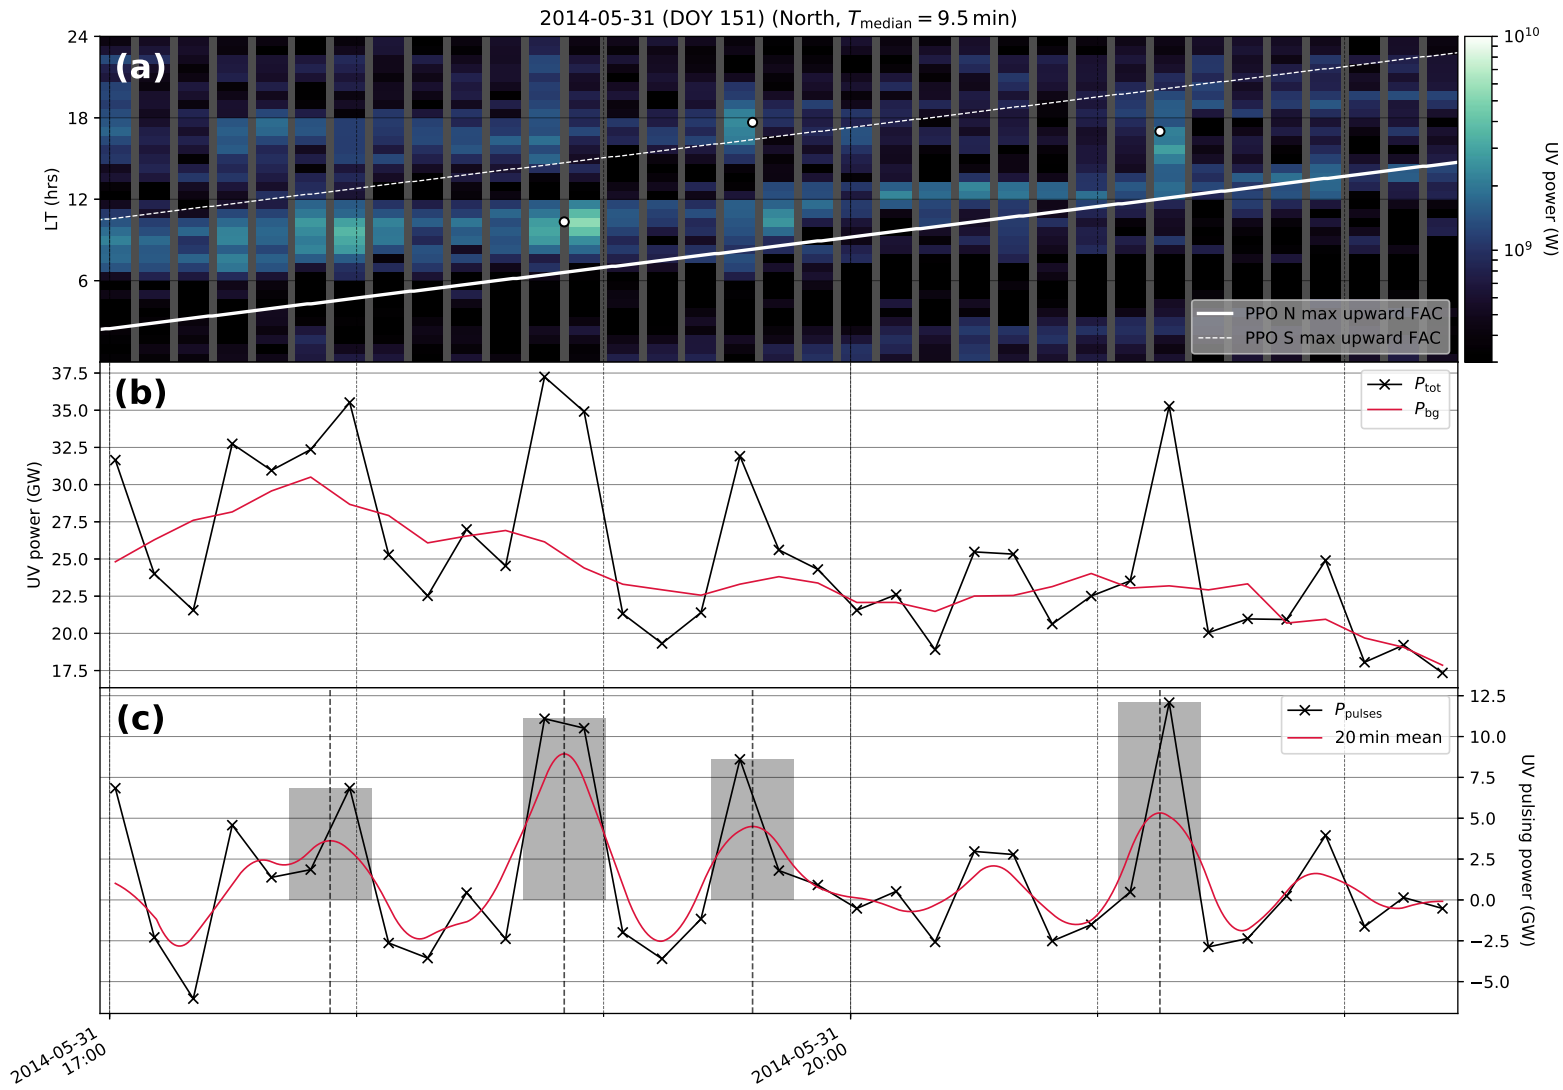 2014-05-31 (DOY 151) (North, Tmedian = 9.5 min)
(a)
24
18
12
6
LT (hrs)
PPO N max upward FAC
PPO S max upward FAC
10^10
10^9
UV power (W)
(b)
37.5
35.0
32.5
30.0
27.5
25.0
22.5
20.0
17.5
UV power (GW)
Ptot
Pbg
(c)
Ppulses
20 min mean
12.5
10.0
7.5
5.0
2.5
0.0
−2.5
−5.0
UV pulsing power (GW)
2014-05-31
17:00
2014-05-31
20:00